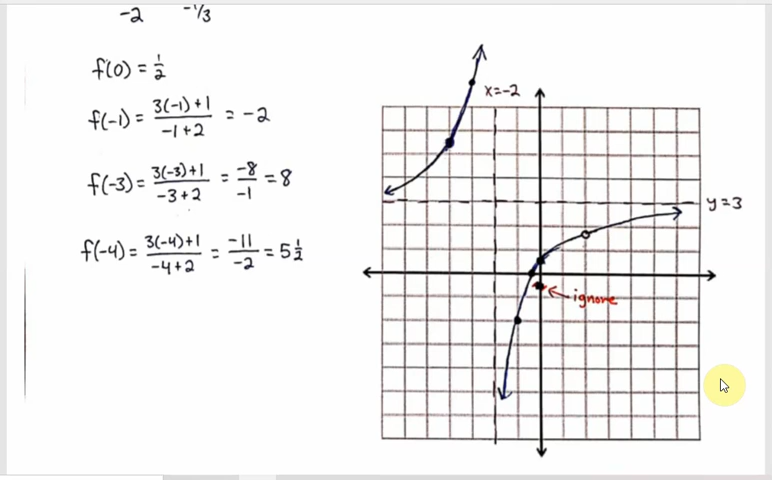 -2 -1/3
f(0) = 1/2
f(-1) = 3(-1)+1 / -1+2 = -2
f(-3) = 3(-3)+1 / -3+2 = -8 / -1 = 8
f(-4) = 3(-4)+1 / -4+2 = -11 / -2 = 5 1/2
x=-2
y=3
ignore